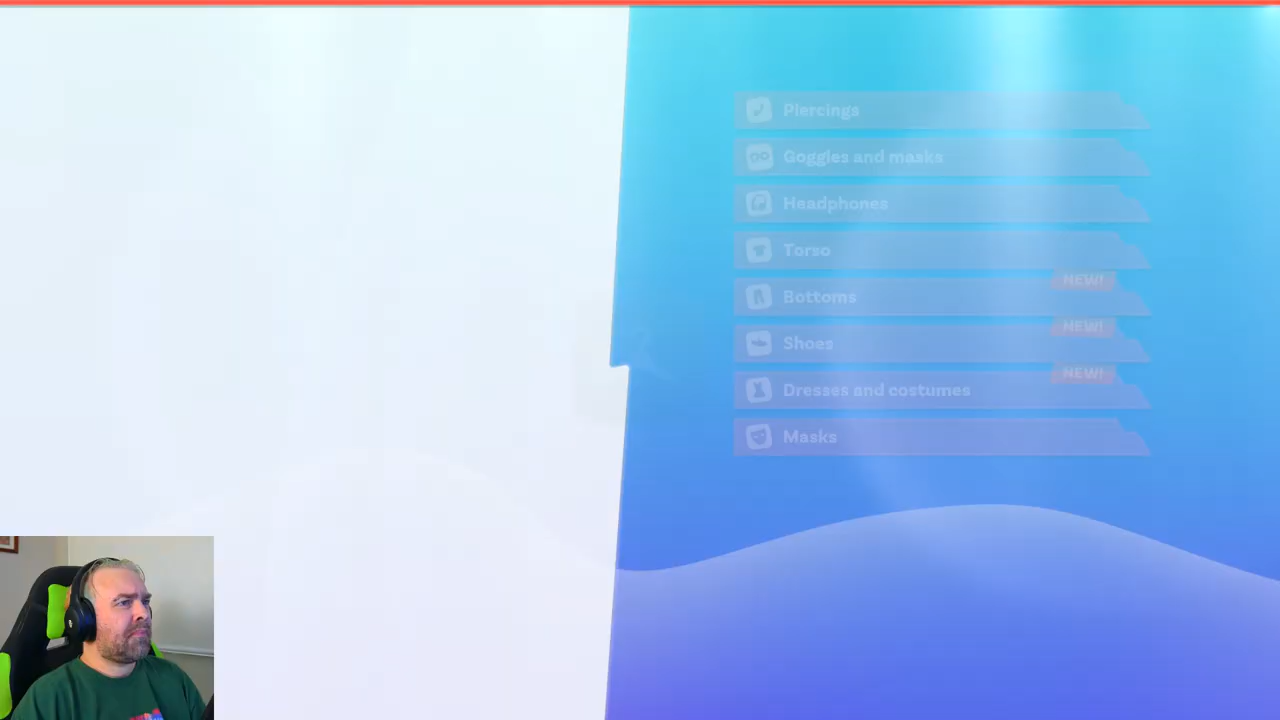 Piercings
Goggles and masks
Headphones
Torso
NEW!
Bottoms
NEW!
Shoes
NEW!
Dresses and costumes
Masks